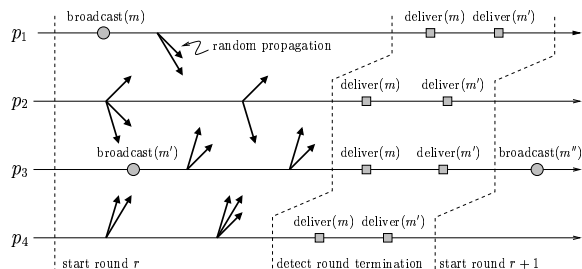 broadcast(m) deliver(m) deliver(m′)
p1
random propagation
deliver(m) deliver(m′)
p2
broadcast(m′) deliver(m) deliver(m′) broadcast(m′′)
p3
deliver(m) deliver(m′)
p4
start round r detect round termination start round r + 1